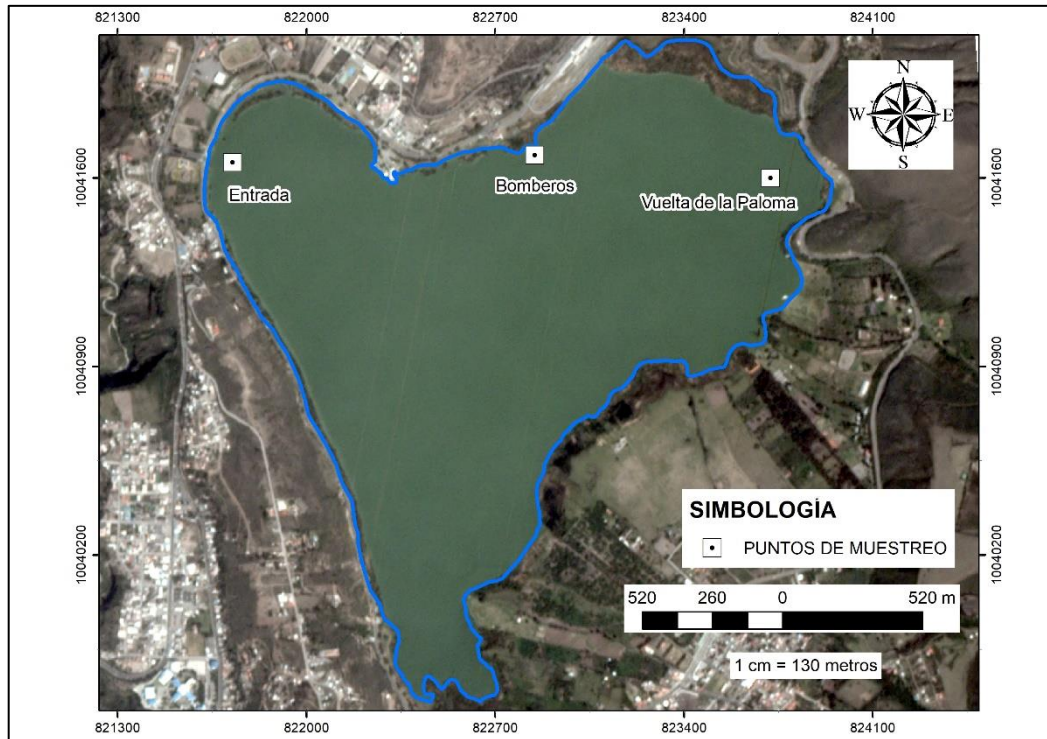 821300 822000 822700 823400 824100
N
W E
S
10041600 10041600
Entrada
Bomberos
Vuelta de la Paloma
10040900 10040900
SIMBOLOGÍA
PUNTOS DE MUESTREO
10040200 10040200
520 260 0 520 m
1 cm = 130 metros
821300 822000 822700 823400 824100